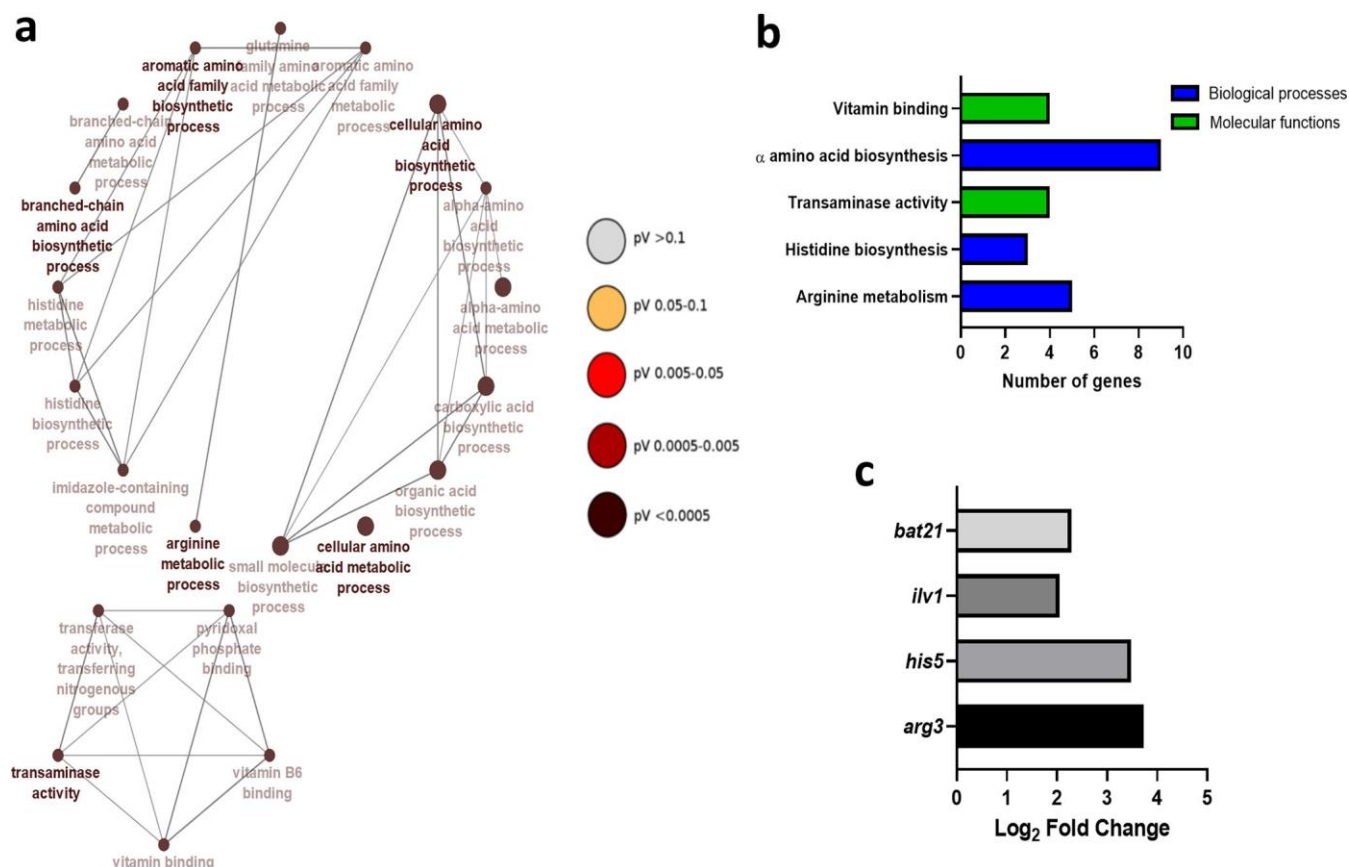 a
glutamine
family amino
acid metabolic
process
aromatic amino
acid family
biosynthetic
process
aromatic amino
acid family
metabolic
process
branched-chain
amino acid
metabolic
process
cellular amino
acid
biosynthetic
process
branched-chain
amino acid
biosynthetic
process
alpha-amino
acid
biosynthetic
process
histidine
metabolic
process
alpha-amino
acid metabolic
process
histidine
biosynthetic
process
carboxylic acid
biosynthetic
process
imidazole-containing
compound
metabolic
process
organic acid
biosynthetic
process
arginine
metabolic
process
small molecule
biosynthetic
process
cellular amino
acid metabolic
process
transferase
activity,
transferring
nitrogenous
groups
pyridoxal
phosphate
binding
transaminase
activity
vitamin B6
binding
vitamin binding
pV >0.1
pV 0.05-0.1
pV 0.005-0.05
pV 0.0005-0.005
pV <0.0005
b
Biological processes
Molecular functions
Vitamin binding
α amino acid biosynthesis
Transaminase activity
Histidine biosynthesis
Arginine metabolism
0 2 4 6 8 10
Number of genes
c
bat21
ilv1
his5
arg3
0 1 2 3 4 5
Log2 Fold Change